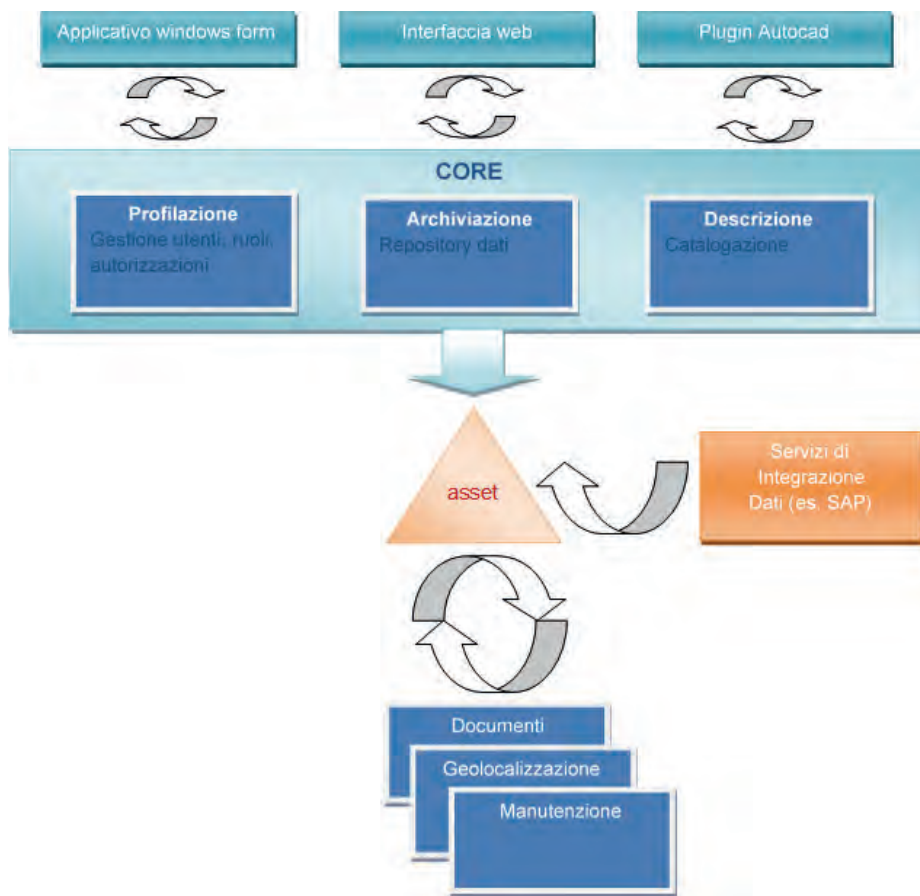 Applicativo windows form
Interfaccia web
Plugin Autocad
CORE
Profilazione
Gestione utenti, ruoli,
autorizzazioni
Archiviazione
Repository dati
Descrizione
Catalogazione
asset
Servizi di
Integrazione
Dati (es. SAP)
Documenti
Geolocalizzazione
Manutenzione